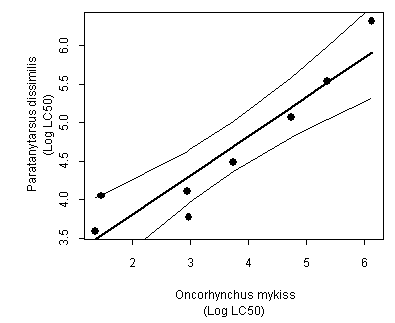 Paratanytarsus dissimilis
(Log LC50)
6.0
5.5
5.0
4.5
4.0
3.5
2 3 4 5 6
Oncorhynchus mykiss
(Log LC50)